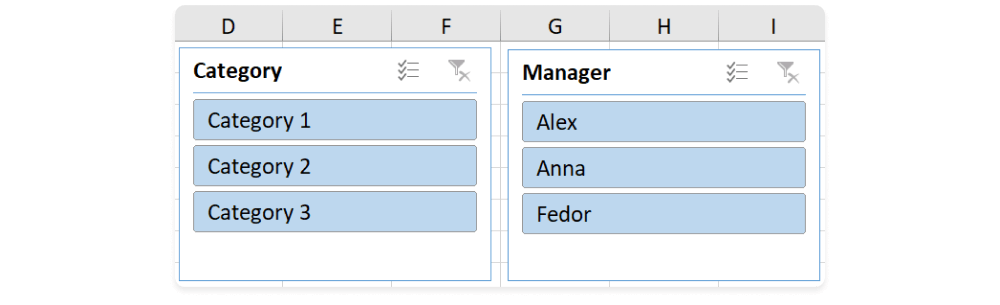 D E F G H I
Category
Category 1
Category 2
Category 3
Manager
Alex
Anna
Fedor